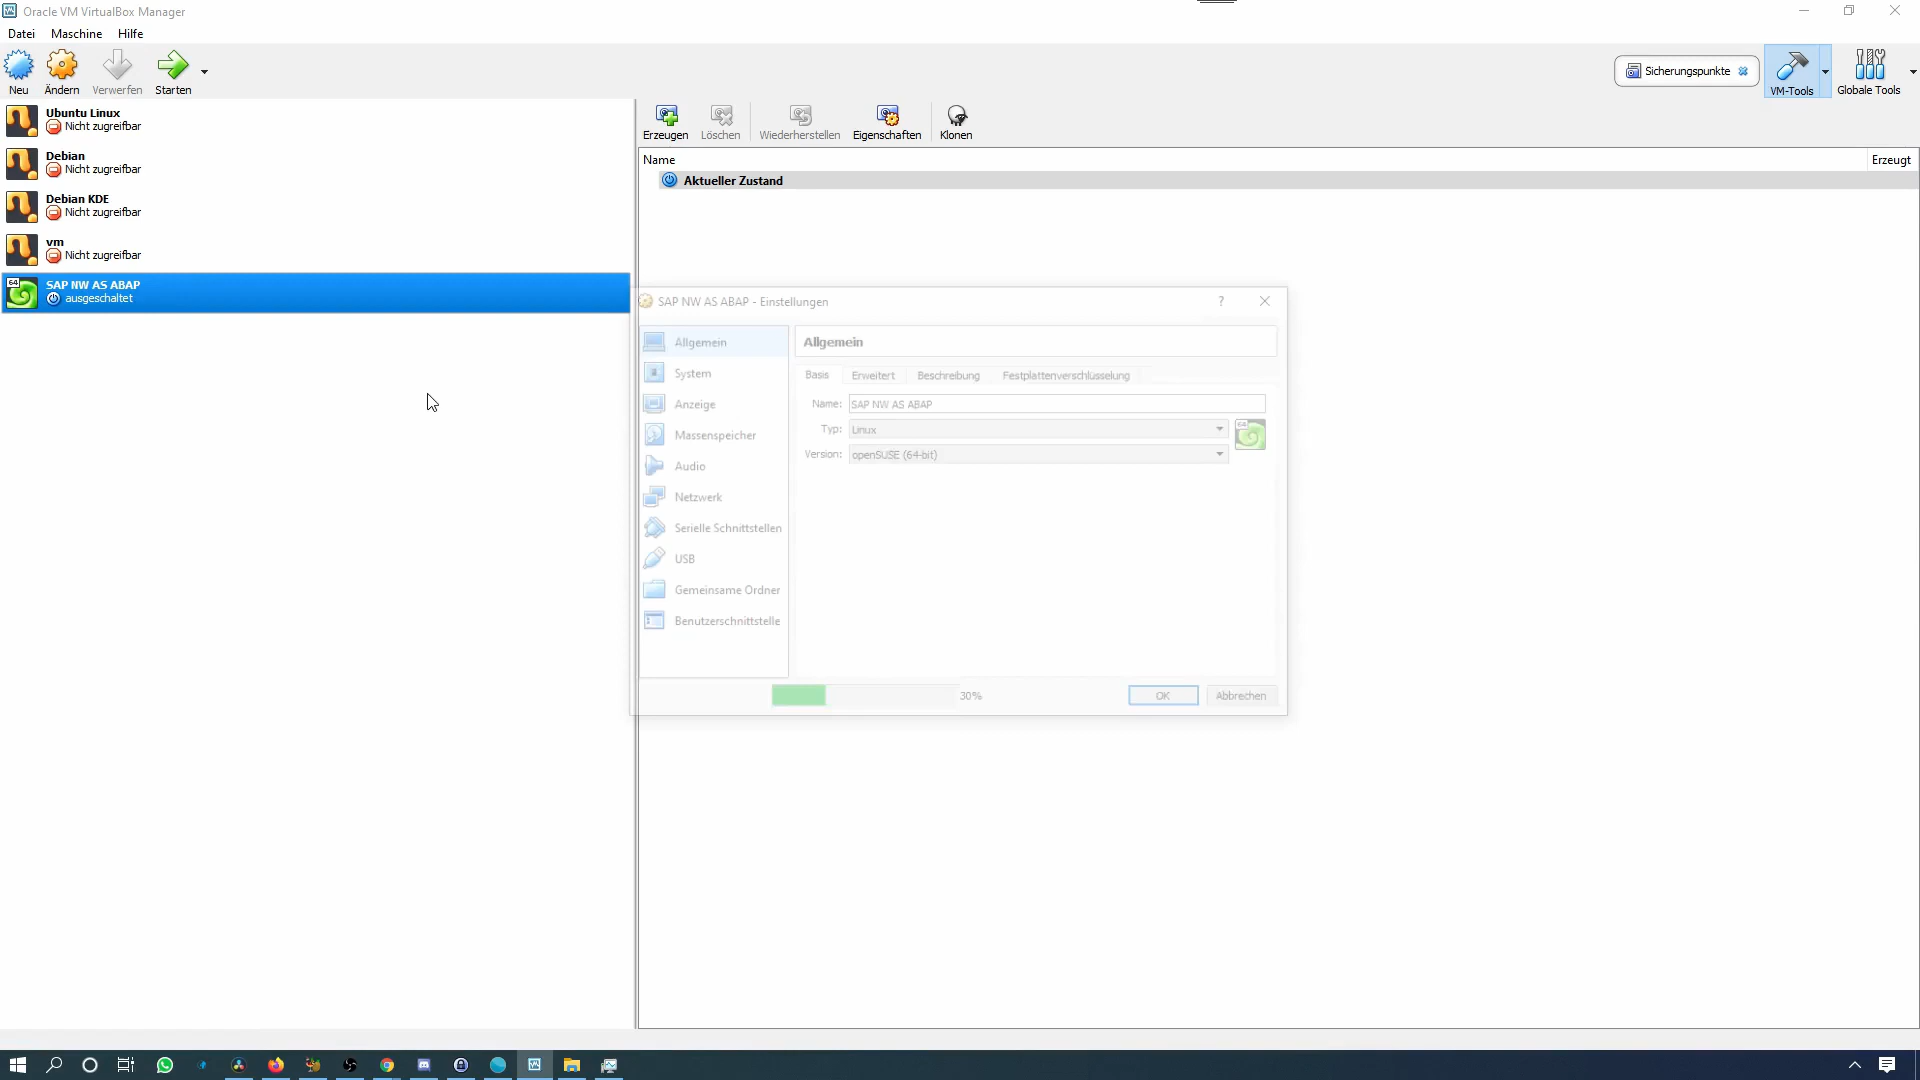 Oracle VM VirtualBox Manager
Datei Maschine Hilfe
Neu Ändern Verwerfen Starten
Sicherungspunkte
VM-Tools Globale Tools
Ubuntu Linux
Nicht zugreifbar
Debian
Nicht zugreifbar
Debian KDE
Nicht zugreifbar
vm
Nicht zugreifbar
64
SAP NW AS ABAP
ausgeschaltet
Erzeugen Löschen Wiederherstellen Eigenschaften Klonen
Name Erzeugt
Aktueller Zustand
SAP NW AS ABAP - Einstellungen ?
Allgemein
System
Anzeige
Massenspeicher
Audio
Netzwerk
Serielle Schnittstellen
USB
Gemeinsame Ordner
Benutzerschnittstelle
Allgemein
Basis Erweitert Beschreibung Festplattenverschlüsselung
Name: SAP NW AS ABAP
Typ: Linux
64
Version: openSUSE (64-bit)
30%
OK Abbrechen